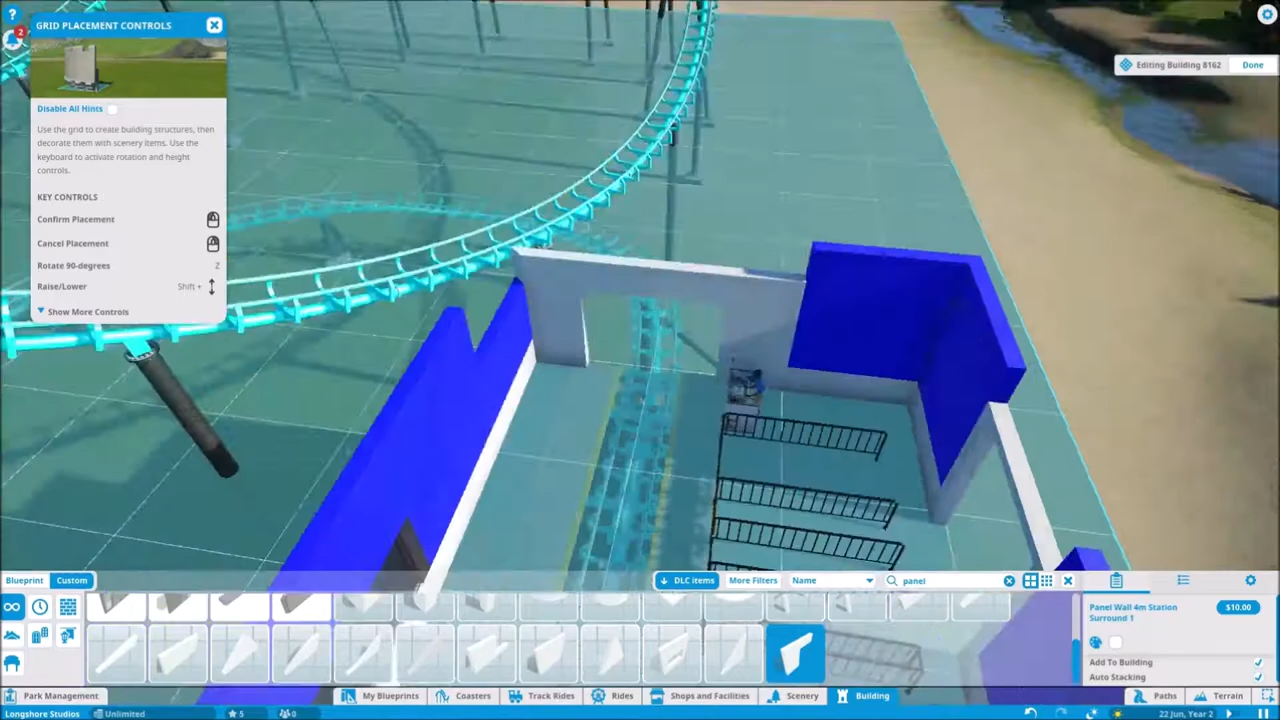 ?
GRID PLACEMENT CONTROLS
2
Disable All Hints
Use the grid to create building structures, then
decorate them with scenery items. Use the
keyboard to activate rotation and height
controls.
KEY CONTROLS
Confirm Placement
Cancel Placement
Rotate 90-degrees Z
Raise/Lower Shift +
Show More Controls
Editing Building 8162 Done
Blueprint Custom DLC items More Filters Name panel
Panel Wall 4m Station
Surround 1
$10.00
Add To Building
Auto Stacking
Park Management My Blueprints Coasters Track Rides Rides Shops and Facilities Scenery Building Paths Terrain
Longshore Studios Unlimited 5 0 22 Jun, Year 2